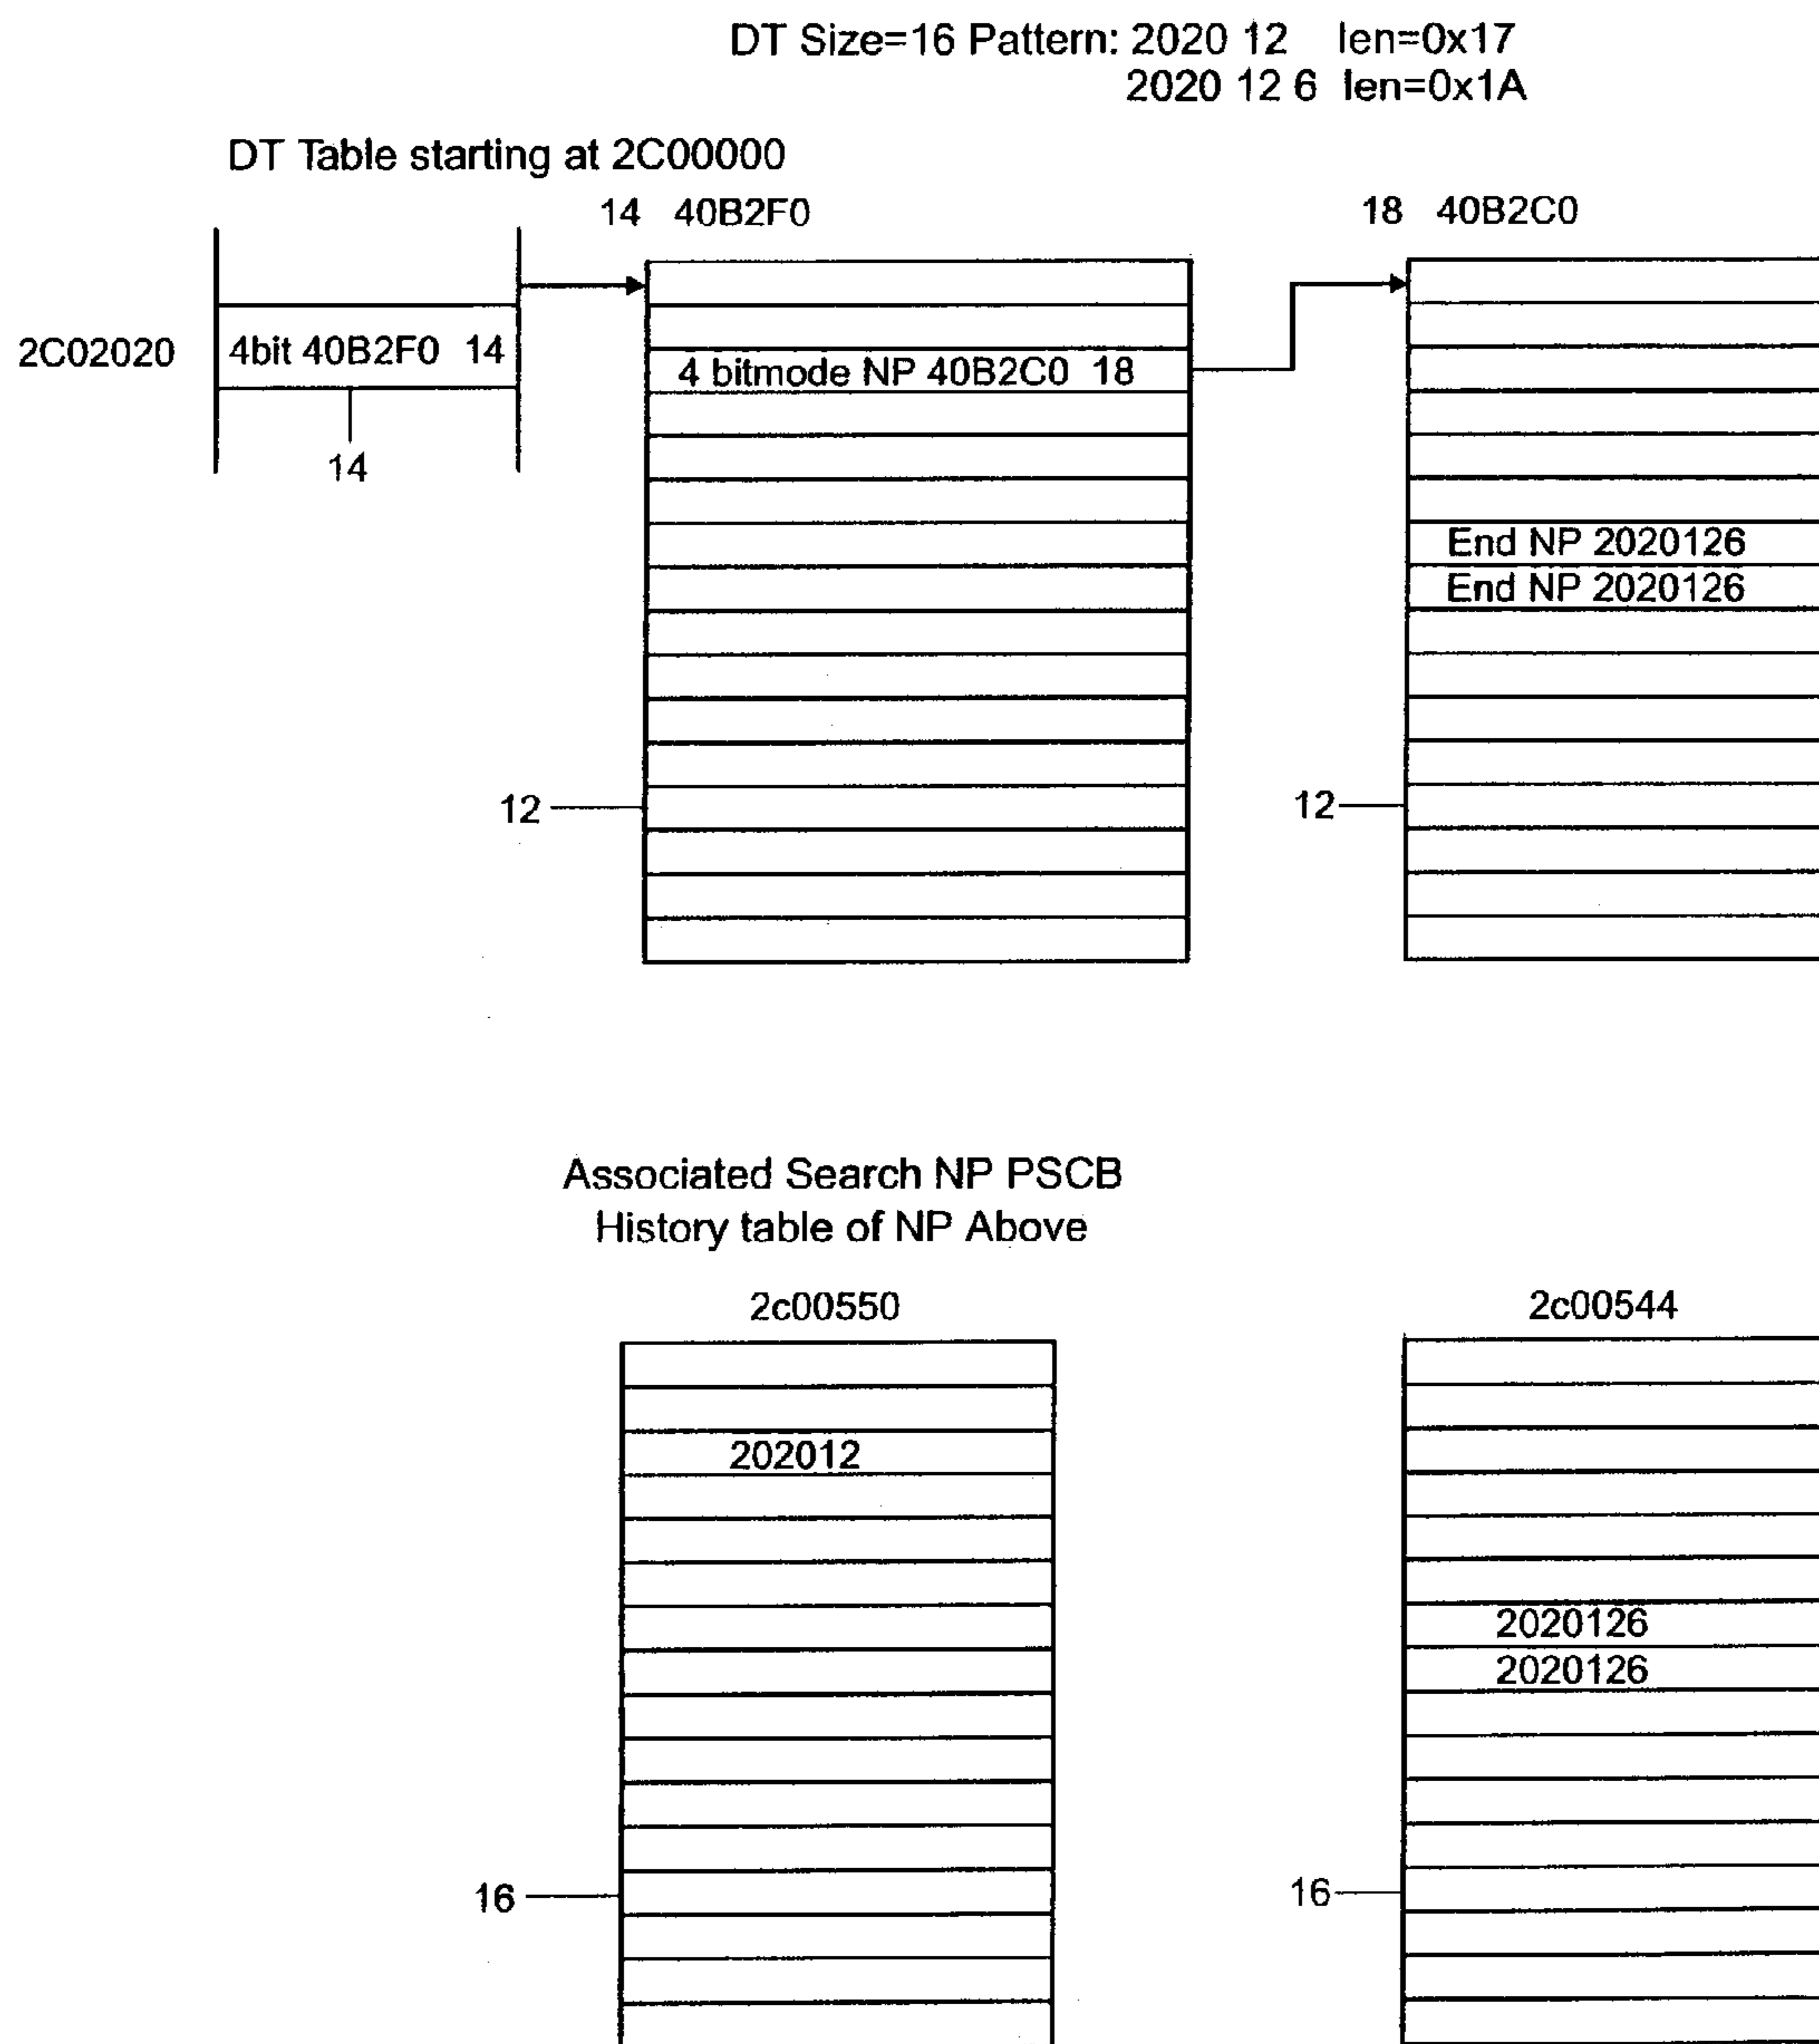 DT Size=16 Pattern: 2020 12 len=0x17
2020 12 6 len=0x1A
DT Table starting at 2C00000
14 40B2F0
18 40B2C0
2C02020
4bit 40B2F0 14
14
4 bitmode NP 40B2C0 18
End NP 2020126
End NP 2020126
12
12
Associated Search NP PSCB
History table of NP Above
2c00550
2c00544
202012
2020126
2020126
16
16